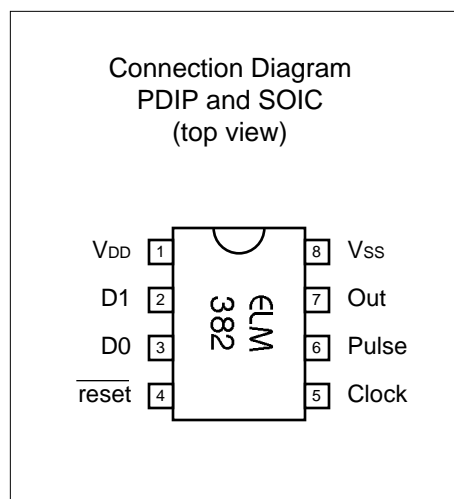 Connection Diagram
PDIP and SOIC
(top view)
VDD 1 8 VSS
D1 2 7 Out
D0 3 6 Pulse
reset 4 5 Clock
ELM
382